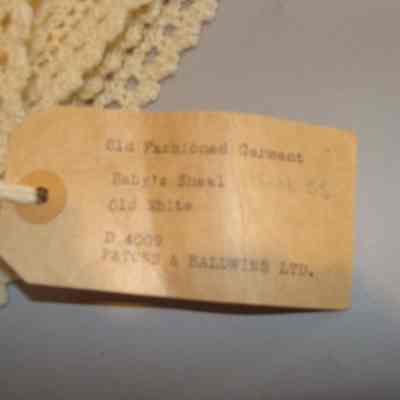 Old Fashioned Garment
Baby's Shawl
Old White
D 4009
PATONS & BALDWINS LTD.